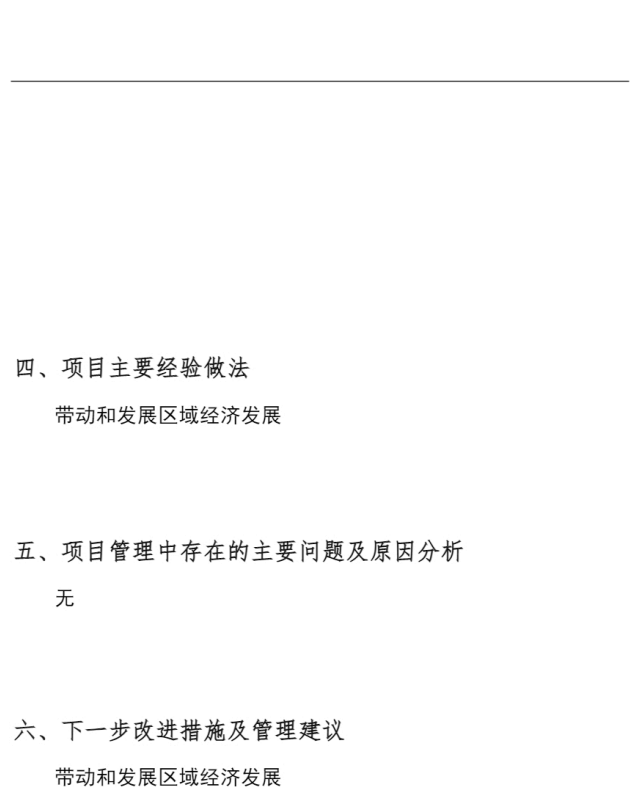 四、项目主要经验做法
带动和发展区域经济发展
五、项目管理中存在的主要问题及原因分析
无
六、下一步改进措施及管理建议
带动和发展区域经济发展